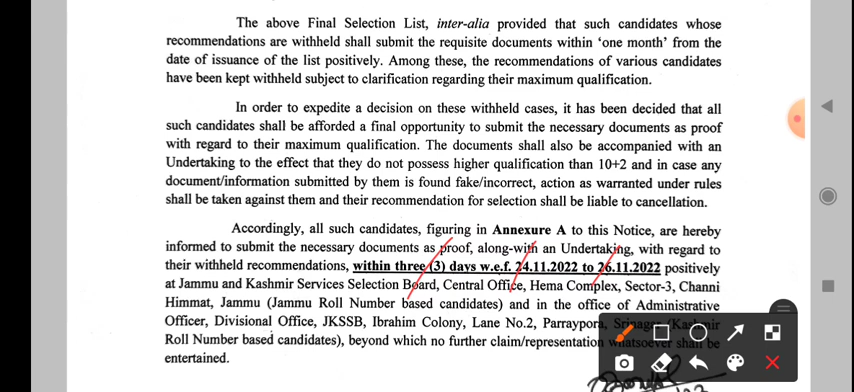 The above Final Selection List, inter-alia provided that such candidates whose
recommendations are withheld shall submit the requisite documents within ‘one month’ from the
date of issuance of the list positively. Among these, the recommendations of various candidates
have been kept withheld subject to clarification regarding their maximum qualification.
In order to expedite a decision on these withheld cases, it has been decided that all
such candidates shall be afforded a final opportunity to submit the necessary documents as proof
with regard to their maximum qualification. The documents shall also be accompanied with an
Undertaking to the effect that they do not possess higher qualification than 10+2 and in case any
document/information submitted by them is found fake/incorrect, action as warranted under rules
shall be taken against them and their recommendation for selection shall be liable to cancellation.
Accordingly, all such candidates, figuring in Annexure A to this Notice, are hereby
informed to submit the necessary documents as proof, along-with an Undertaking, with regard to
their withheld recommendations, within three (3) days w.e.f. 24.11.2022 to 26.11.2022 positively
at Jammu and Kashmir Services Selection Board, Central Office, Hema Complex, Sector-3, Channi
Himmat, Jammu (Jammu Roll Number based candidates) and in the office of Administrative
Officer, Divisional Office, JKSSB, Ibrahim Colony, Lane No.2, Parraypora, Srinagar (Kashmir
Roll Number based candidates), beyond which no further claim/representation whatsoever shall be
entertained.